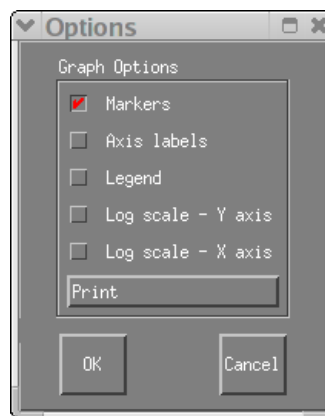 Options
Graph Options
Markers
Axis labels
Legend
Log scale - Y axis
Log scale - X axis
Print
OK
Cancel